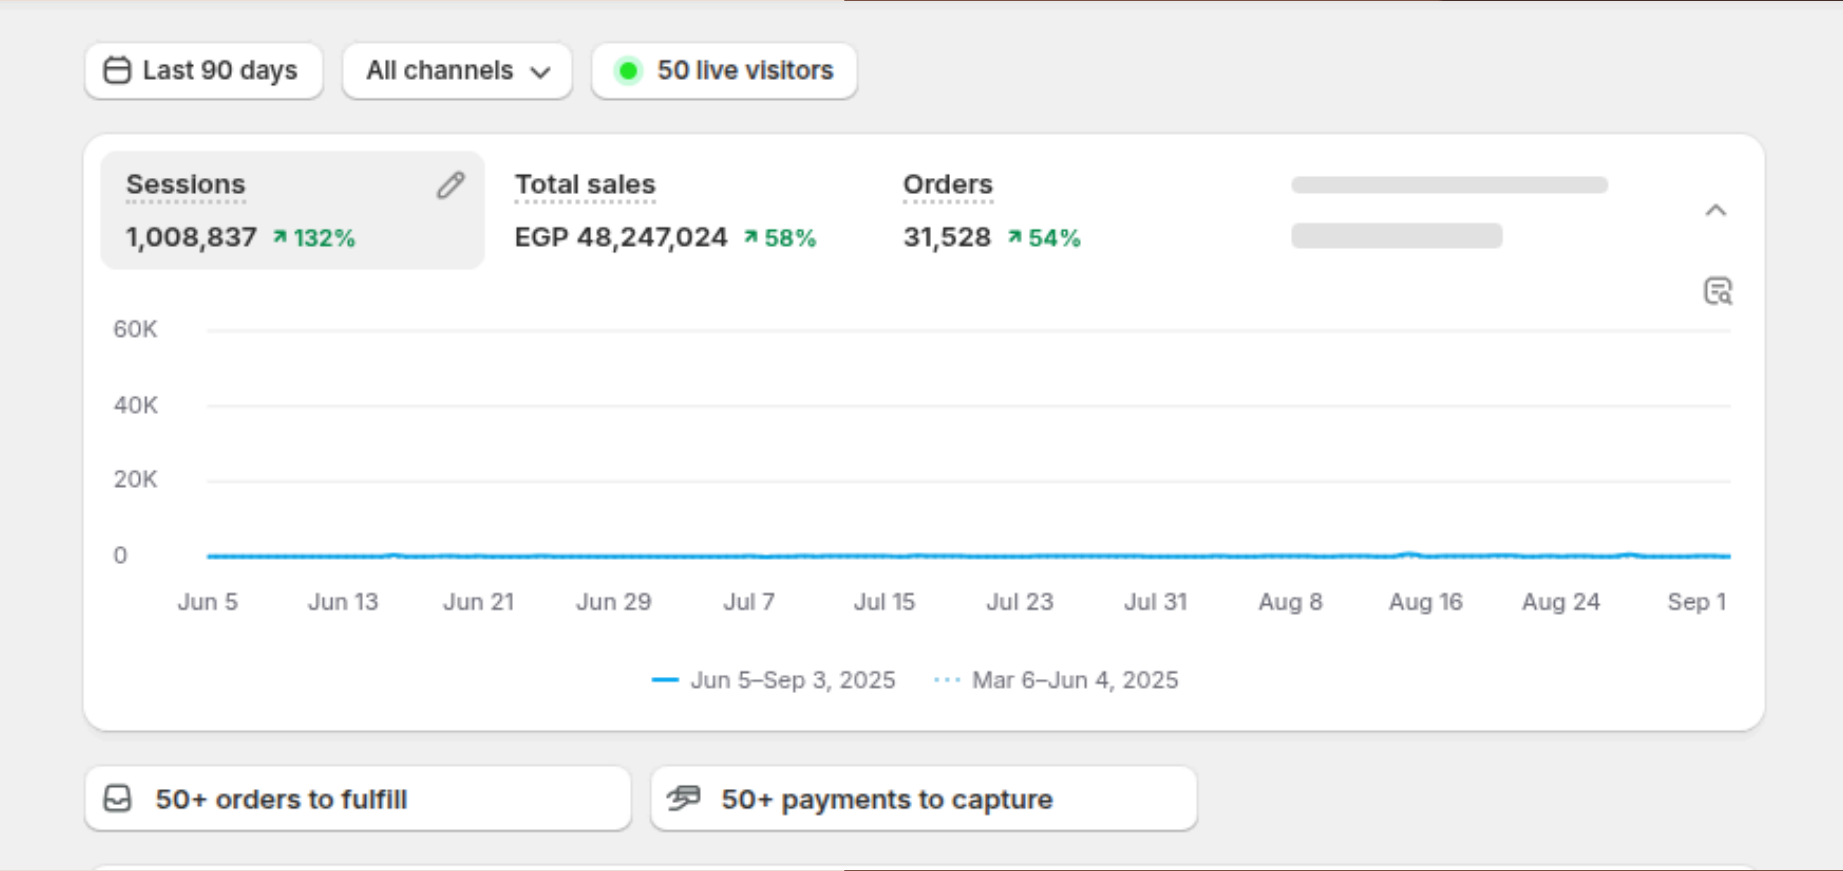 Last 90 days
All channels
50 live visitors
Sessions
1,008,837 132%
Total sales
EGP 48,247,024 58%
Orders
31,528 54%
60K
40K
20K
0
Jun 5 Jun 13 Jun 21 Jun 29 Jul 7 Jul 15 Jul 23 Jul 31 Aug 8 Aug 16 Aug 24 Sep 1
Jun 5–Sep 3, 2025 Mar 6–Jun 4, 2025
50+ orders to fulfill
50+ payments to capture